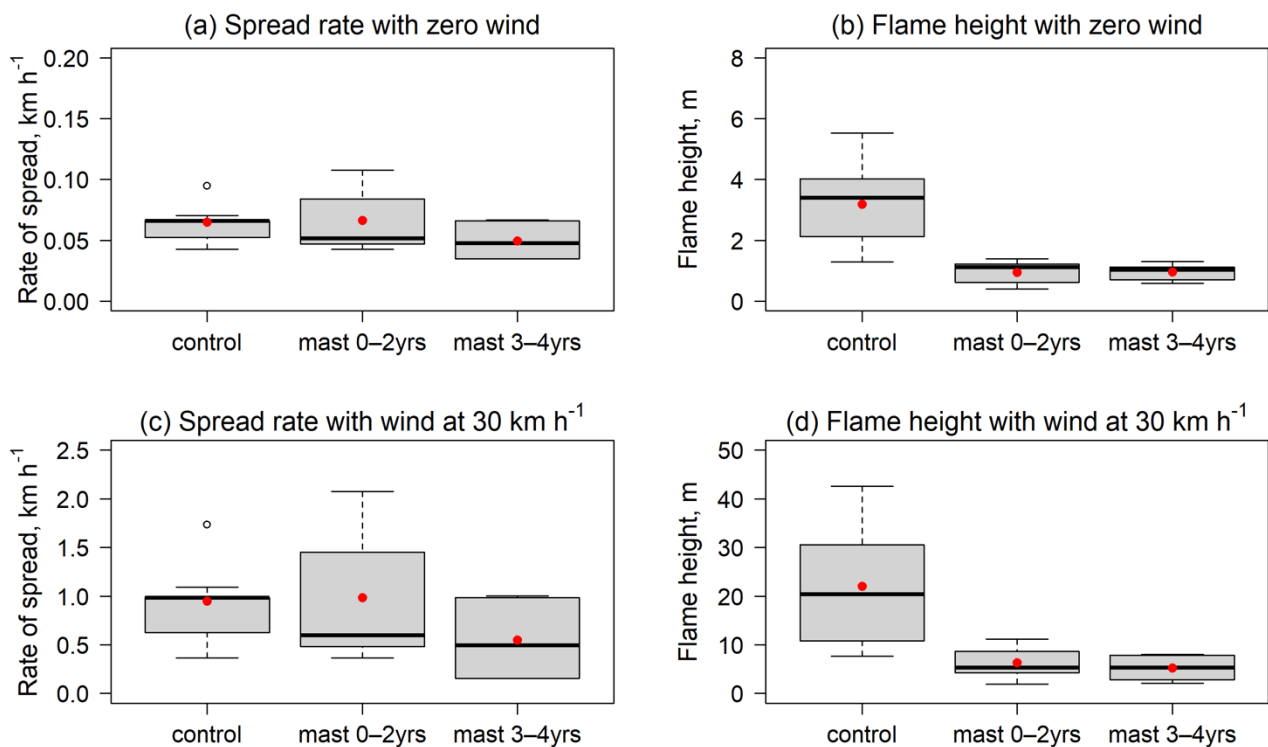 (a) Spread rate with zero wind
Rate of spread, km h⁻¹
0.20
0.15
0.10
0.05
0.00
control
mast 0–2yrs
mast 3–4yrs
(b) Flame height with zero wind
Flame height, m
8
6
4
2
0
control
mast 0–2yrs
mast 3–4yrs
(c) Spread rate with wind at 30 km h⁻¹
Rate of spread, km h⁻¹
2.5
2.0
1.5
1.0
0.5
0.0
control
mast 0–2yrs
mast 3–4yrs
(d) Flame height with wind at 30 km h⁻¹
Flame height, m
50
40
30
20
10
0
control
mast 0–2yrs
mast 3–4yrs